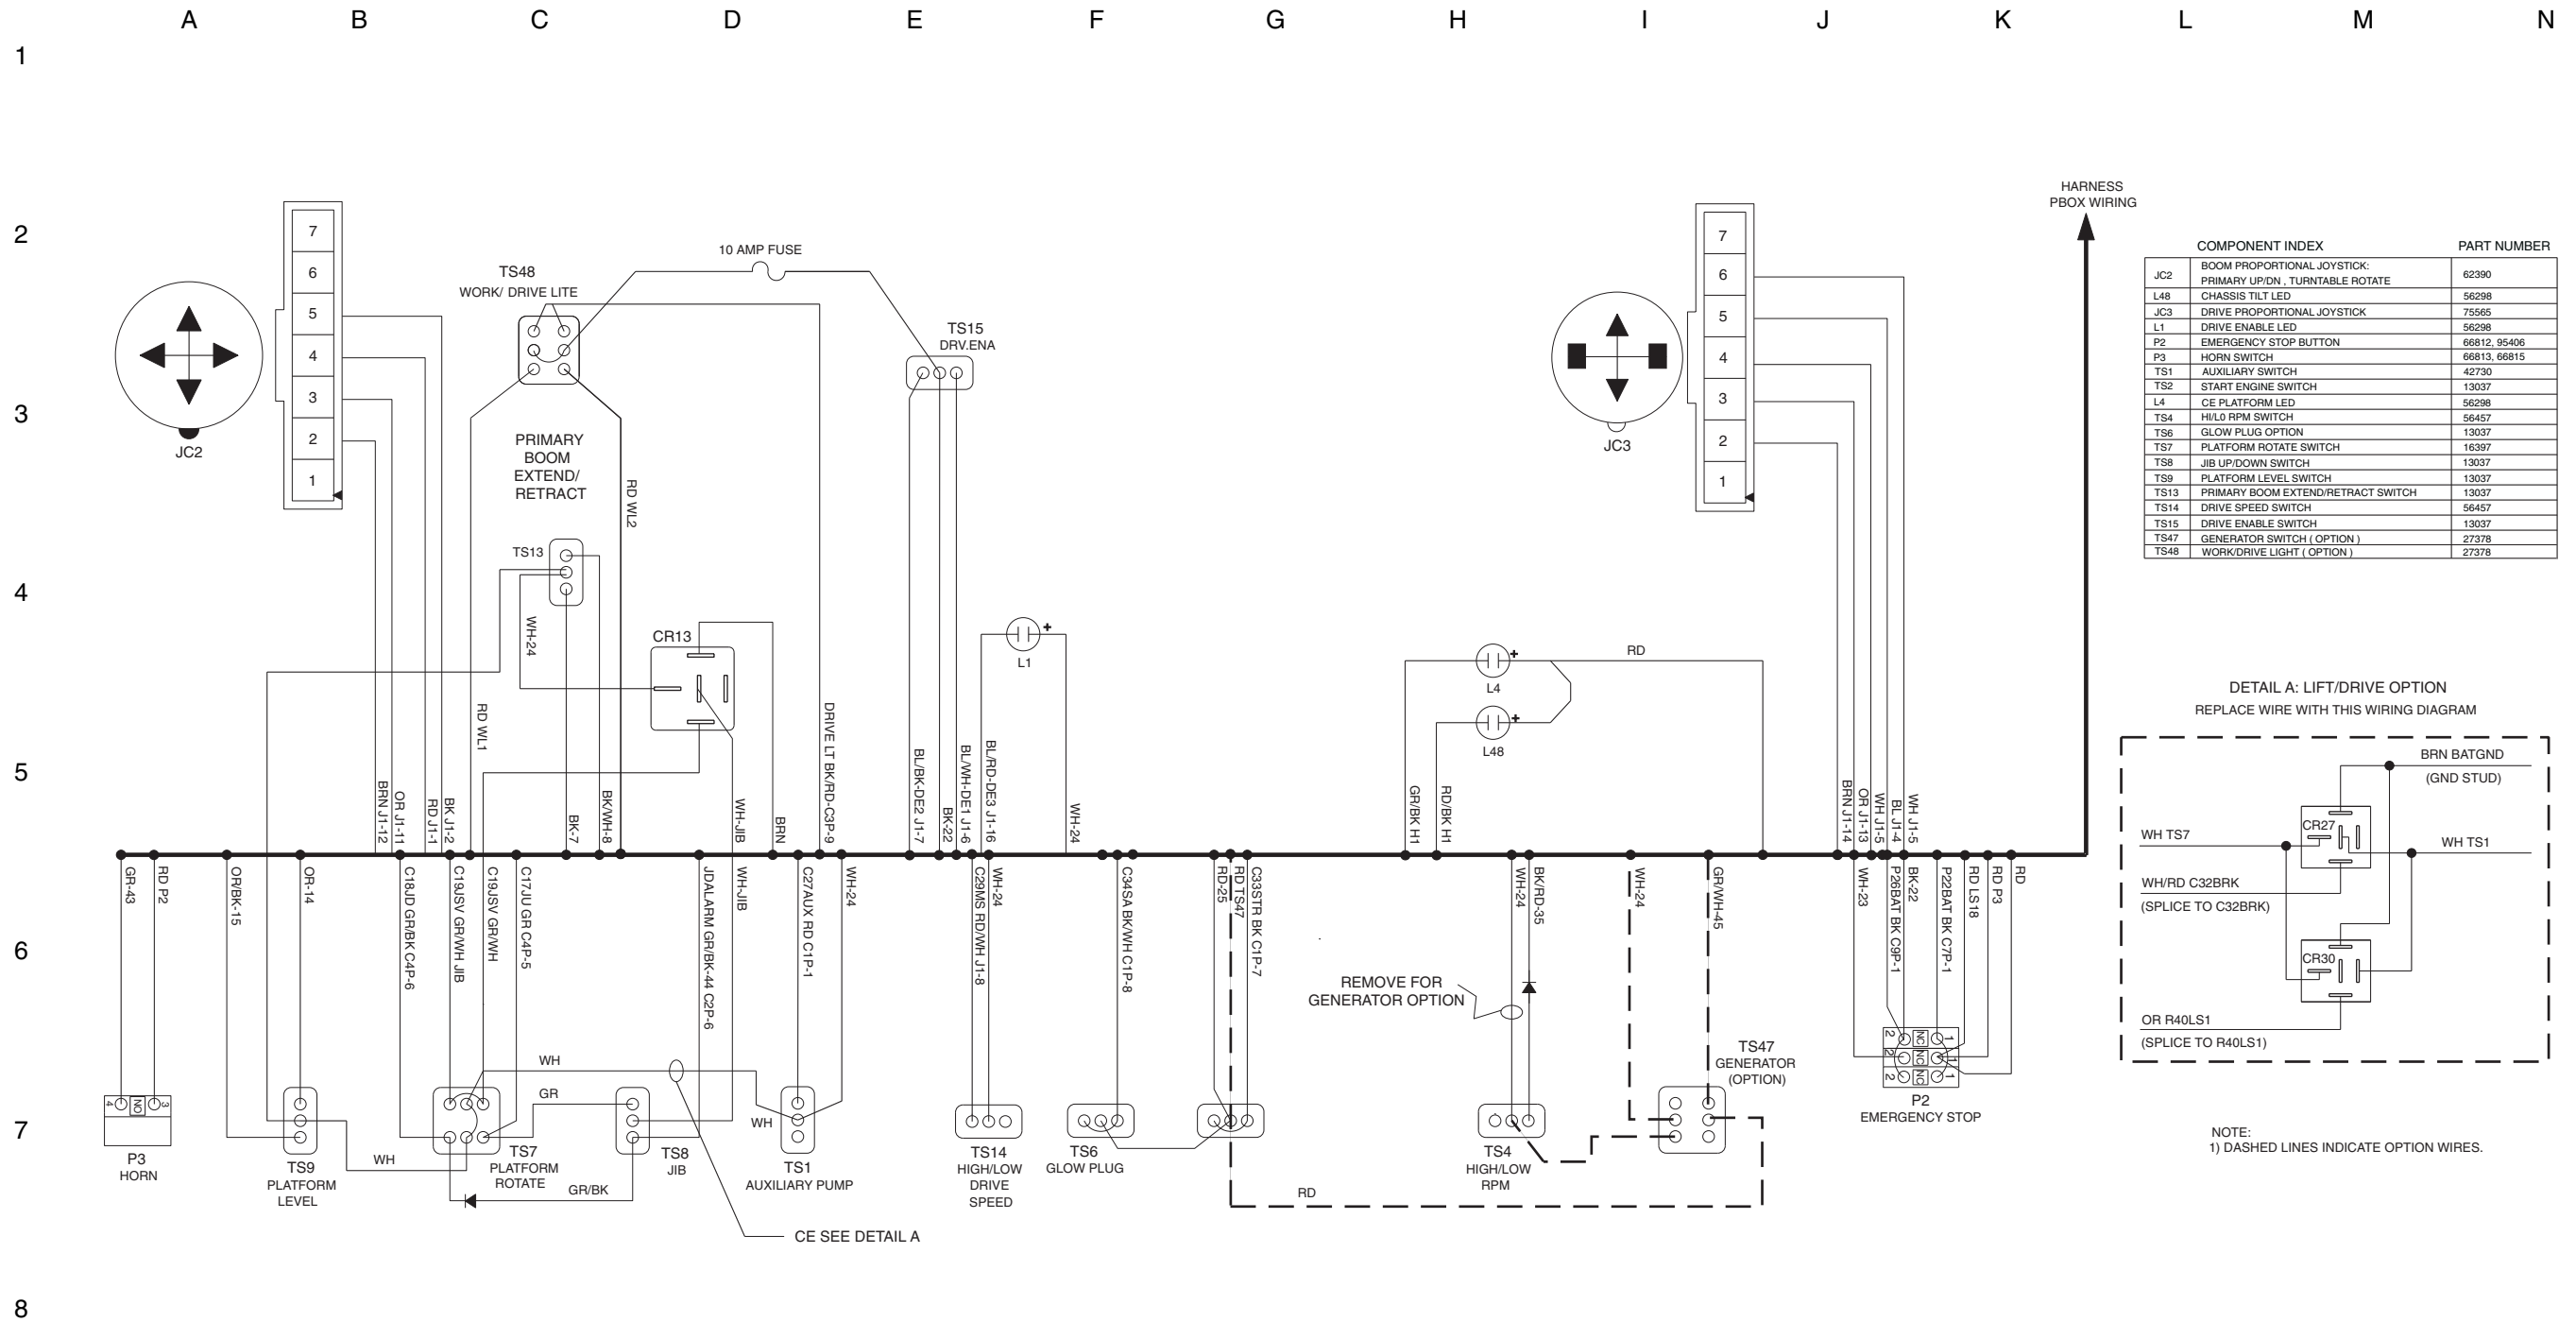 A B C D E F G H I J K L M N
1
2
3
4
5
6
7
8
7
6
5
4
3
2
1
JC2
TS48
WORK/ DRIVE LITE
10 AMP FUSE
TS15
DRV.ENA
PRIMARY
BOOM
EXTEND/
RETRACT
RD WL2
TS13
WH-24
CR13
RD WL1
L1
+
7
6
5
4
3
2
1
JC3
HARNESS
PBOX WIRING
COMPONENT INDEX PART NUMBER
JC2 BOOM PROPORTIONAL JOYSTICK: PRIMARY UP/DN , TURNTABLE ROTATE 62390
L48 CHASSIS TILT LED 56298
JC3 DRIVE PROPORTIONAL JOYSTICK 75565
L1 DRIVE ENABLE LED 56298
P2 EMERGENCY STOP BUTTON 66812, 95406
P3 HORN SWITCH 66813, 66815
TS1 AUXILIARY SWITCH 42730
TS2 START ENGINE SWITCH 13037
L4 CE PLATFORM LED 56298
TS4 HI/L0 RPM SWITCH 56457
TS6 GLOW PLUG OPTION 13037
TS7 PLATFORM ROTATE SWITCH 16397
TS8 JIB UP/DOWN SWITCH 13037
TS9 PLATFORM LEVEL SWITCH 13037
TS13 PRIMARY BOOM EXTEND/RETRACT SWITCH 13037
TS14 DRIVE SPEED SWITCH 56457
TS15 DRIVE ENABLE SWITCH 13037
TS47 GENERATOR SWITCH ( OPTION ) 27378
TS48 WORK/DRIVE LIGHT ( OPTION ) 27378
L4
+
RD
L48
+
BRN J1-12
OR J1-11
RD J1-1
BK J1-2
BK-7
BK/WH-8
WH-JIB
BRN
DRIVE LT BK/RD-C3P-9
BL/BK-DE2 J1-7
BK-22
BL/WH-DE1 J1-6
BL/RD-DE3 J1-16
WH-24
GR/BK H1
RD/BK H1
BRN J1-14
OR J1-13
WH J1-5
BL J1-4
WH J1-5
GR-43
RD P2
OR/BK-15
OR-14
C18JD GR/BK C4P-6
C19JSV GR/WH JIB
C19JSV GR/WH
C17JU GR C4P-5
JDALARM GR/BK-44 C2P-6
WH-JIB
C27AUX RD C1P-1
WH-24
C29MS RD/WH J1-8
WH-24
C34SA BK/WH C1P-8
RD-25
RD TS47
C33STR BK C1P-7
WH-24
BK/RD-35
WH-24
GR/WH-45
WH-23
P26BAT BK C9P-1
BK-22
P22BAT BK C7P-1
RD LS18
RD P3
RD
REMOVE FOR
GENERATOR OPTION
4 NO 3
P3
HORN
TS9
PLATFORM
LEVEL
WH
WH
GR
TS7
PLATFORM
ROTATE
GR/BK
TS8
JIB
WH
TS1
AUXILIARY PUMP
CE SEE DETAIL A
TS14
HIGH/LOW
DRIVE
SPEED
TS6
GLOW PLUG
RD
TS4
HIGH/LOW
RPM
TS47
GENERATOR
(OPTION)
2 NC 1
2 NC 1
2 NC 1
P2
EMERGENCY STOP
DETAIL A: LIFT/DRIVE OPTION
REPLACE WIRE WITH THIS WIRING DIAGRAM
BRN BATGND
(GND STUD)
CR27
WH TS7
WH TS1
WH/RD C32BRK
(SPLICE TO C32BRK)
CR30
OR R40LS1
(SPLICE TO R40LS1)
NOTE:
1) DASHED LINES INDICATE OPTION WIRES.